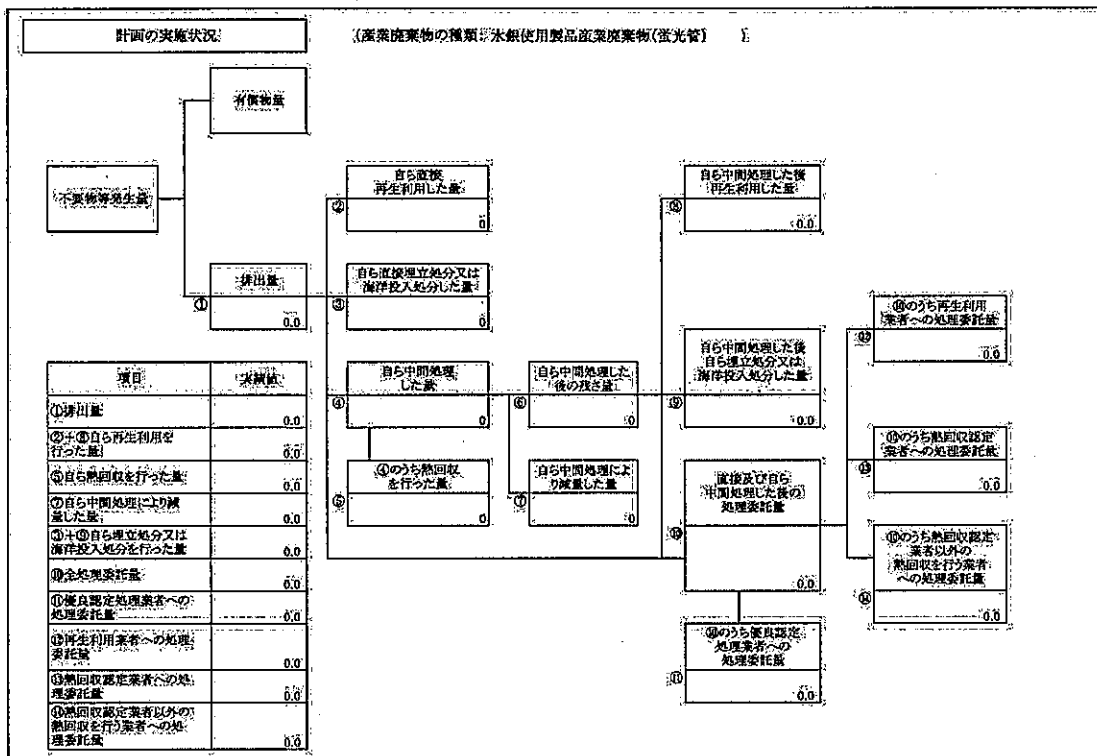 計画の実施状況
(産業廃棄物の種類:水銀使用製品産業廃棄物(蛍光管) )
有償物量
不要物等発生量
排出量
①
0.0
自ら直接
再生利用した量
②
0
自ら直接埋立処分又は
海洋投入処分した量
③
0
自ら中間処理
した量
④
0
④のうち熱回収
を行った量
⑤
0
自ら中間処理した
後の残さ量
⑥
0
自ら中間処理によ
り減量した量
⑦
0
自ら中間処理した後
再生利用した量
⑧
0.0
自ら中間処理した後
自ら埋立処分又は
海洋投入処分した量
⑨
0.0
直接及び自ら
中間処理した後の
処理委託量
⑩
0.0
⑩のうち優良認定
処理業者への
処理委託量
⑪
0.0
⑩のうち再生利用
業者への処理委託量
⑫
0.0
⑩のうち熱回収認定
業者への処理委託量
⑬
0.0
⑩のうち熱回収認定
業者以外の
熱回収を行う業者
への処理委託量
⑭
0.0
項目 実績値
①排出量
0.0
②+⑧自ら再生利用を
行った量 0.0
⑤自ら熱回収を行った量
0.0
⑦自ら中間処理により減
量した量 0.0
③+⑨自ら埋立処分又は
海洋投入処分を行った量 0.0
⑩全処理委託量
0.0
⑪優良認定処理業者への
処理委託量 0.0
⑫再生利用業者への処理
委託量 0.0
⑬熱回収認定業者への処
理委託量 0.0
⑭熱回収認定業者以外の
熱回収を行う業者への処
理委託量 0.0